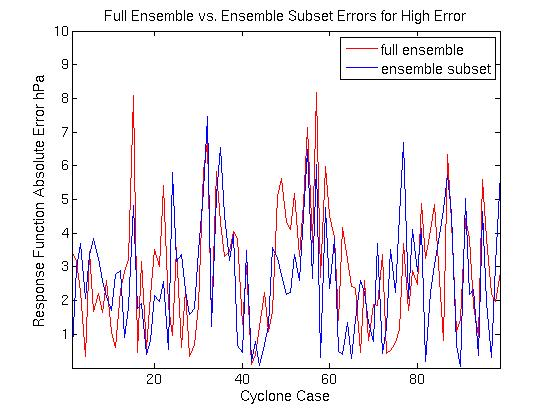 Full Ensemble vs. Ensemble Subset Errors for High Error
full ensemble
ensemble subset
Response Function Absolute Error hPa
10
9
8
7
6
5
4
3
2
1
20
40
60
80
Cyclone Case